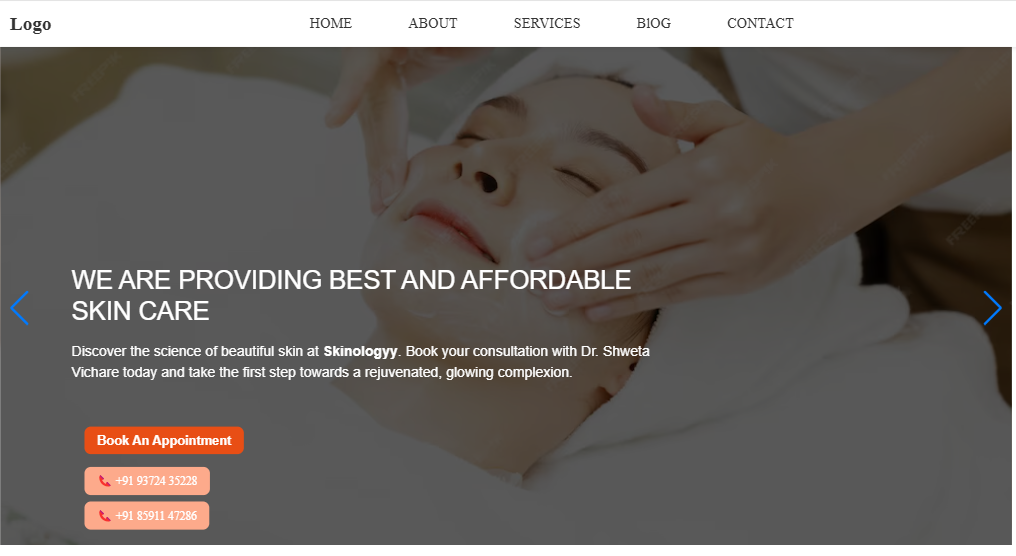 Logo
HOME ABOUT SERVICES BlOG CONTACT
WE ARE PROVIDING BEST AND AFFORDABLE
SKIN CARE
Discover the science of beautiful skin at Skinologyy. Book your consultation with Dr. Shweta
Vichare today and take the first step towards a rejuvenated, glowing complexion.
Book An Appointment
+91 93724 35228
+91 85911 47286